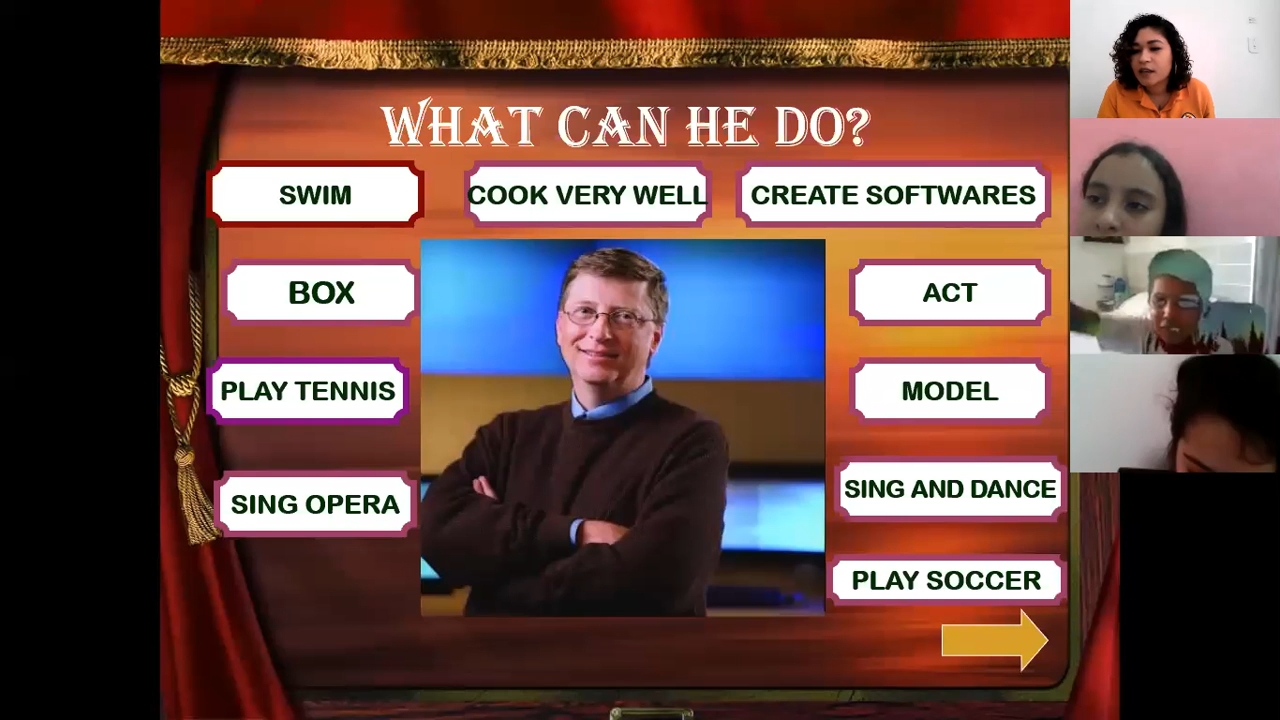 WHAT CAN HE DO?
SWIM
COOK VERY WELL
CREATE SOFTWARES
BOX
ACT
PLAY TENNIS
MODEL
SING OPERA
SING AND DANCE
PLAY SOCCER